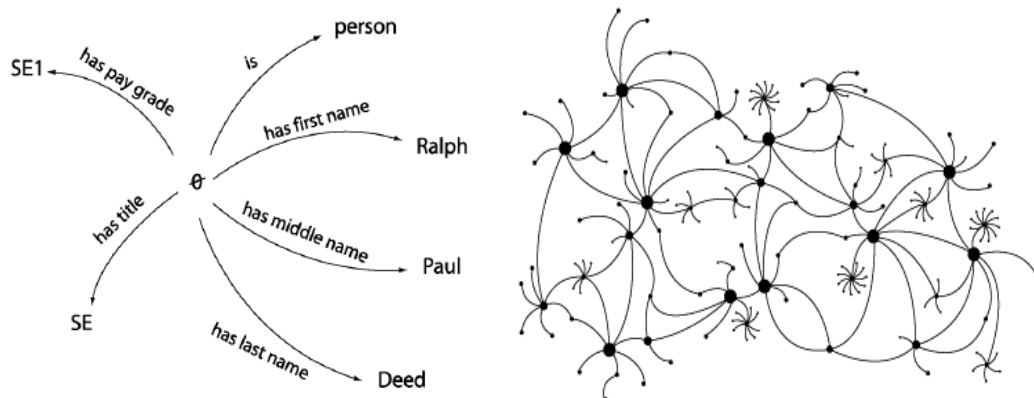 person
SE1
has pay grade
is
has first name
Ralph
θ
has title
has middle name
Paul
SE
has last name
Deed